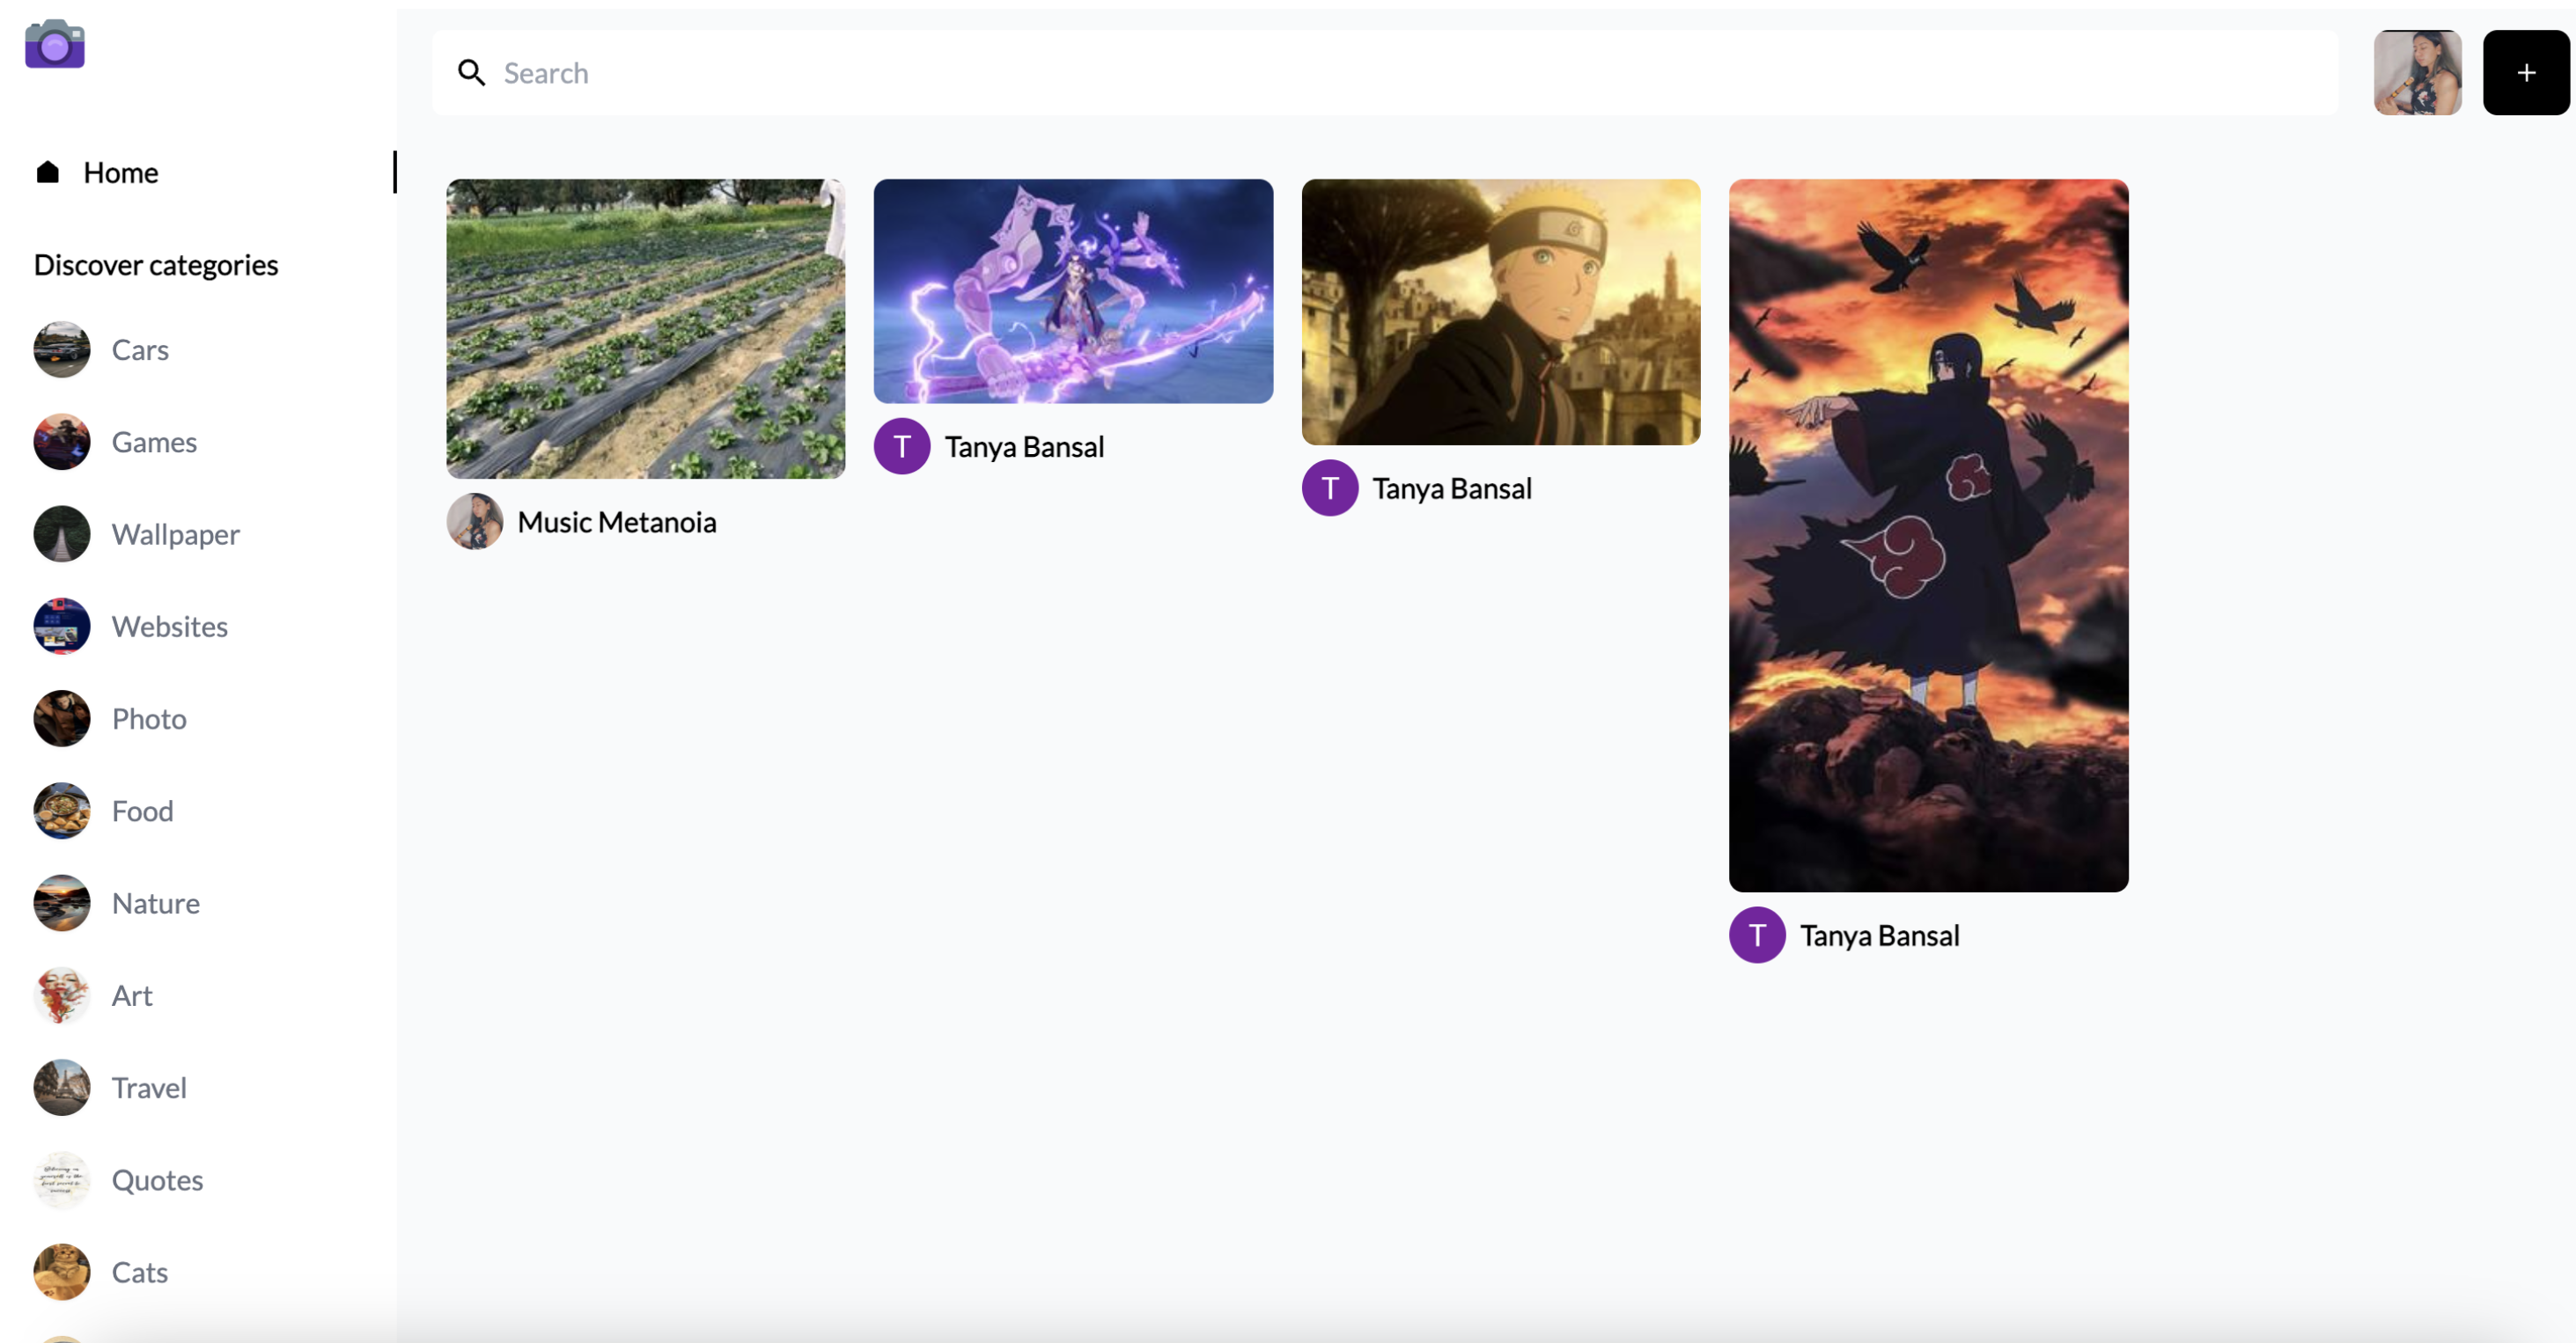 Search
+
Home
Discover categories
Cars
Games
Wallpaper
Websites
Photo
Food
Nature
Art
Travel
Quotes
Cats
Music Metanoia
T Tanya Bansal
T Tanya Bansal
T Tanya Bansal